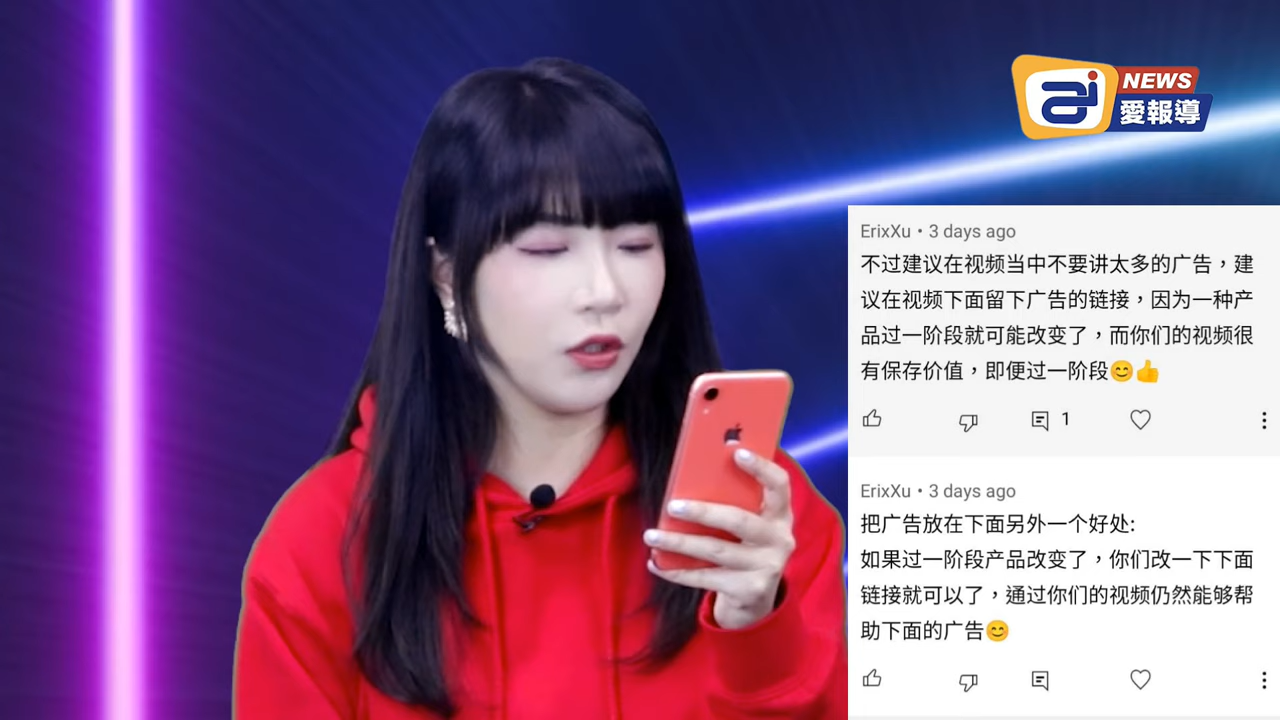 ai NEWS
愛報導
ErixXu • 3 days ago
不过建议在视频当中不要讲太多的广告，建
议在视频下面留下广告的链接，因为一种产
品过一阶段就可能改变了，而你们的视频很
有保存价值，即便过一阶段😊👍
1
ErixXu • 3 days ago
把广告放在下面另外一个好处:
如果过一阶段产品改变了，你们改一下下面
链接就可以了，通过你们的视频仍然能够帮
助下面的广告😊